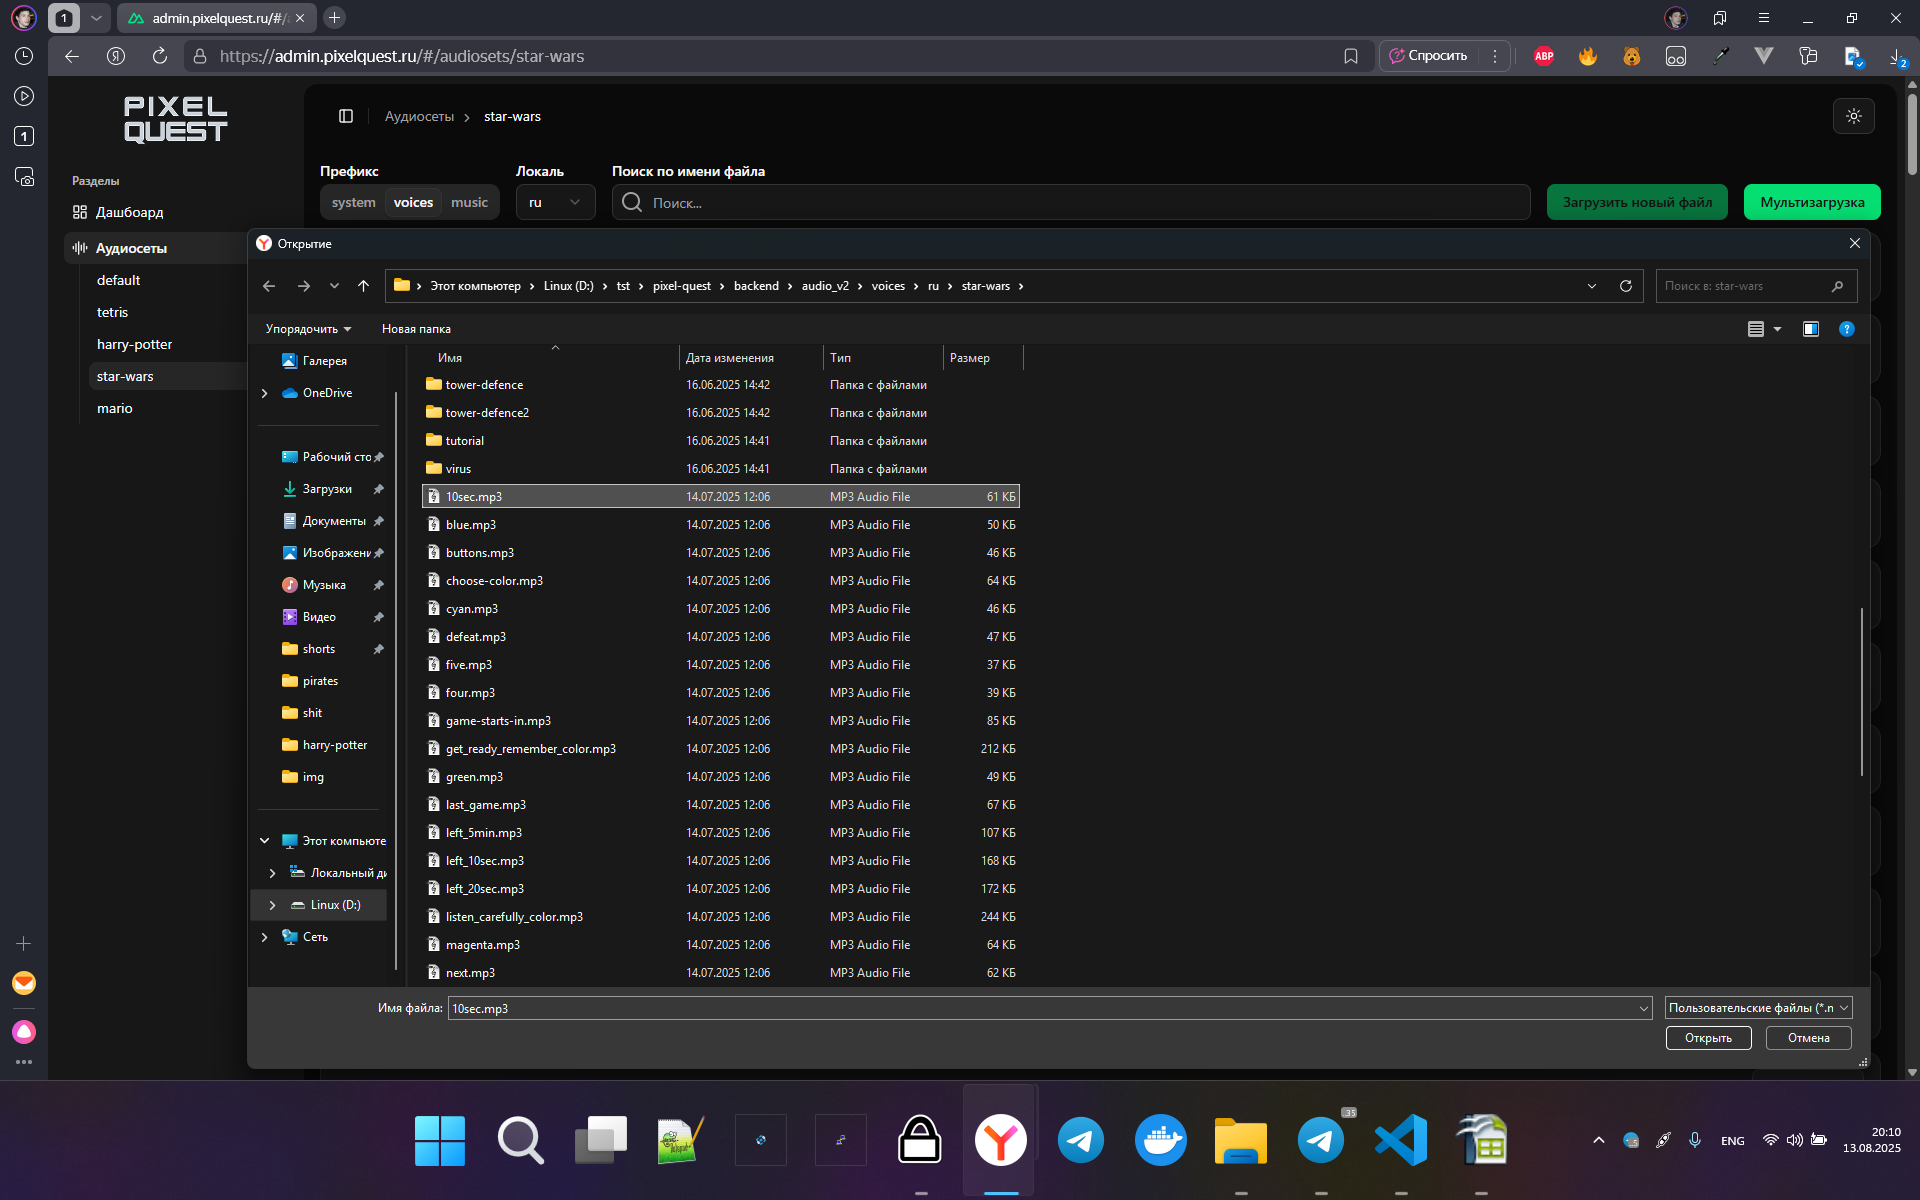 1
admin.pixelquest.ru/#/a
https://admin.pixelquest.ru/#/audiosets/star-wars
Спросить
ABP
2
1
PIXEL
QUEST
Разделы
Дашбоард
Аудиосеты
default
tetris
harry-potter
star-wars
mario
Аудиосеты > star-wars
Префикс
Локаль
Поиск по имени файла
system
voices
music
ru
Поиск...
Загрузить новый файл
Мультизагрузка
Открытие
Этот компьютер > Linux (D:) > tst > pixel-quest > backend > audio_v2 > voices > ru > star-wars >
Поиск в: star-wars
Упорядочить
Новая папка
?
Галерея
OneDrive
Рабочий сто
Загрузки
Документы
Изображени
Музыка
Видео
shorts
pirates
shit
harry-potter
img
Этот компьюте
Локальный ди
Linux (D:)
Сеть
Имя Дата изменения Тип Размер
tower-defence 16.06.2025 14:42 Папка с файлами
tower-defence2 16.06.2025 14:42 Папка с файлами
tutorial 16.06.2025 14:41 Папка с файлами
virus 16.06.2025 14:41 Папка с файлами
10sec.mp3 14.07.2025 12:06 MP3 Audio File 61 КБ
blue.mp3 14.07.2025 12:06 MP3 Audio File 50 КБ
buttons.mp3 14.07.2025 12:06 MP3 Audio File 46 КБ
choose-color.mp3 14.07.2025 12:06 MP3 Audio File 64 КБ
cyan.mp3 14.07.2025 12:06 MP3 Audio File 46 КБ
defeat.mp3 14.07.2025 12:06 MP3 Audio File 47 КБ
five.mp3 14.07.2025 12:06 MP3 Audio File 37 КБ
four.mp3 14.07.2025 12:06 MP3 Audio File 39 КБ
game-starts-in.mp3 14.07.2025 12:06 MP3 Audio File 85 КБ
get_ready_remember_color.mp3 14.07.2025 12:06 MP3 Audio File 212 КБ
green.mp3 14.07.2025 12:06 MP3 Audio File 49 КБ
last_game.mp3 14.07.2025 12:06 MP3 Audio File 67 КБ
left_5min.mp3 14.07.2025 12:06 MP3 Audio File 107 КБ
left_10sec.mp3 14.07.2025 12:06 MP3 Audio File 168 КБ
left_20sec.mp3 14.07.2025 12:06 MP3 Audio File 172 КБ
listen_carefully_color.mp3 14.07.2025 12:06 MP3 Audio File 244 КБ
magenta.mp3 14.07.2025 12:06 MP3 Audio File 64 КБ
next.mp3 14.07.2025 12:06 MP3 Audio File 62 КБ
Имя файла: 10sec.mp3
Пользовательские файлы (*.n
Открыть
Отмена
35
ENG
20:10
13.08.2025